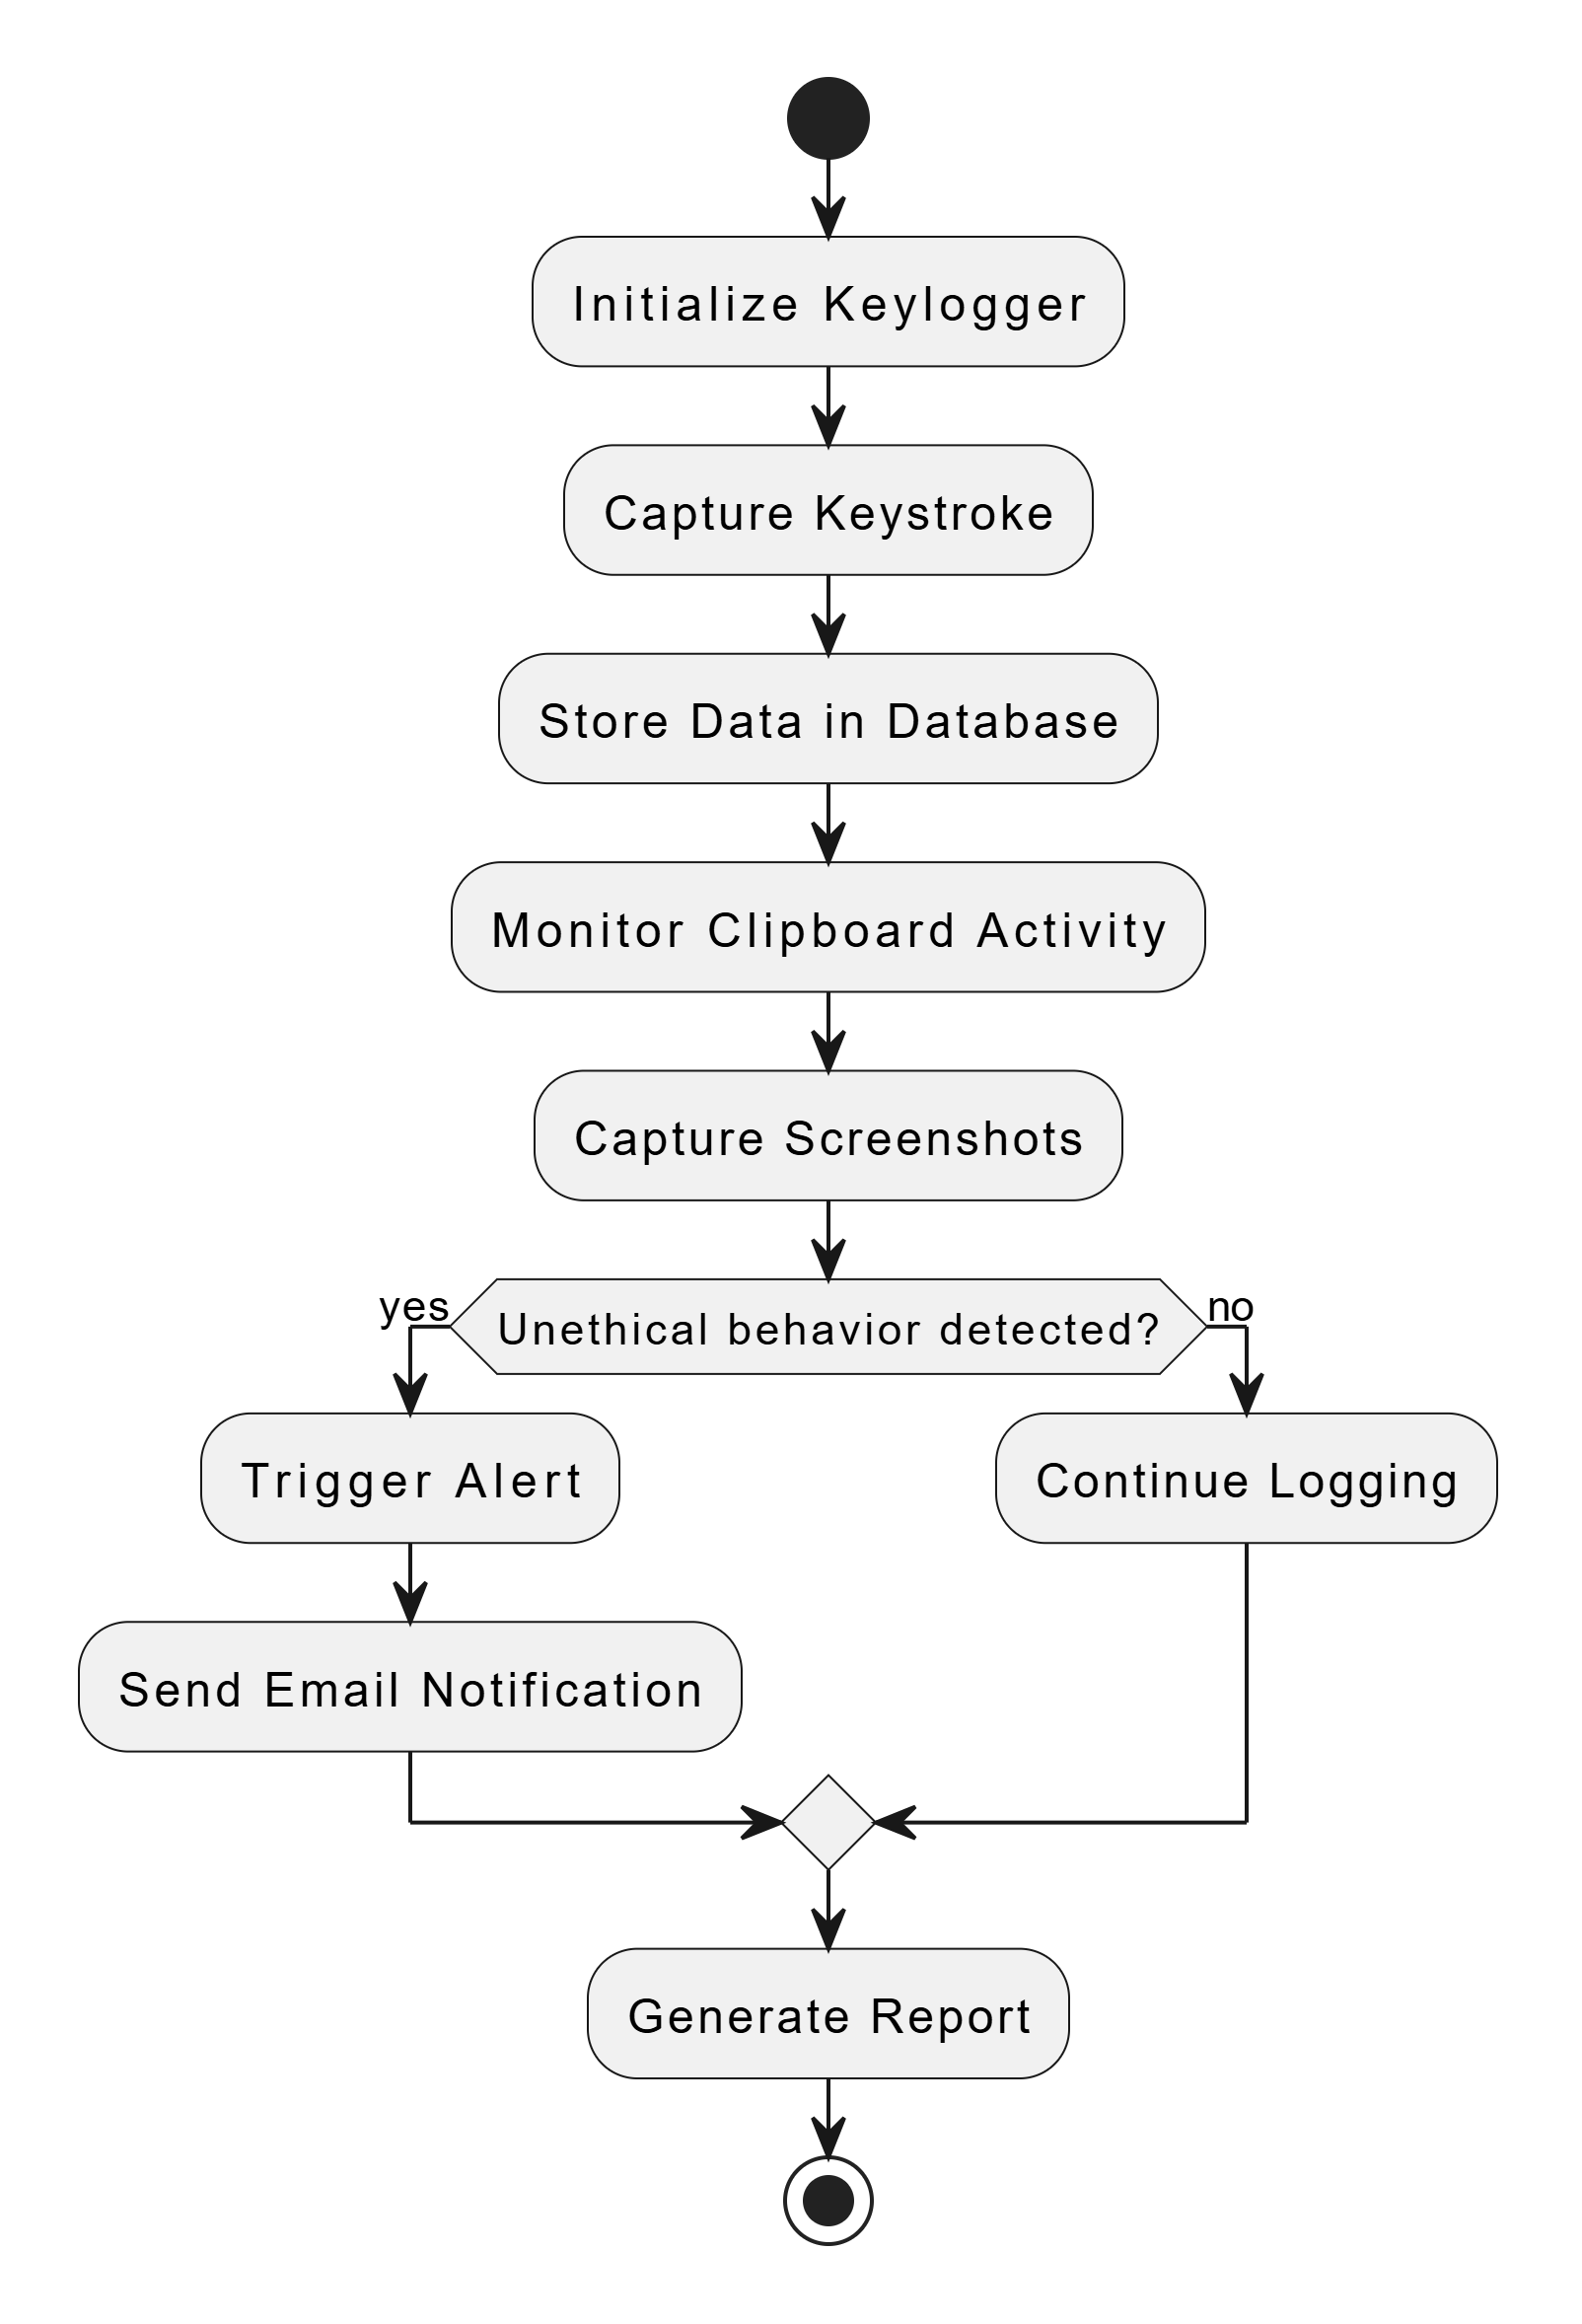 Initialize Keylogger
Capture Keystroke
Store Data in Database
Monitor Clipboard Activity
Capture Screenshots
yes
Unethical behavior detected?
no
Trigger Alert
Continue Logging
Send Email Notification
Generate Report